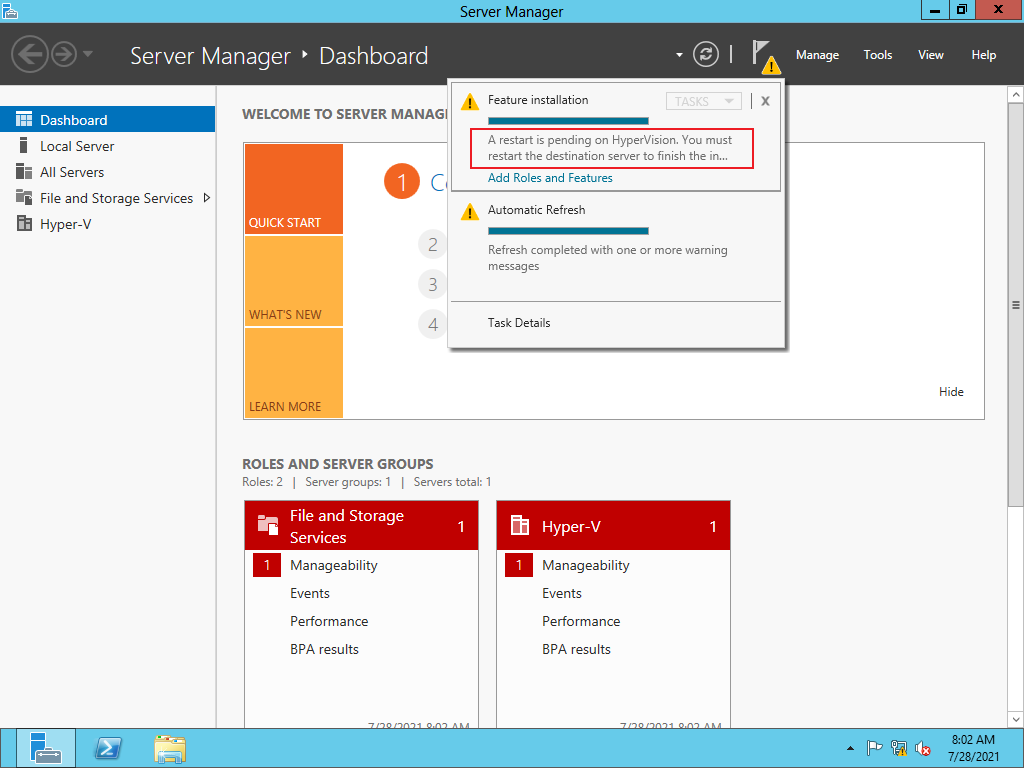 Server Manager
Server Manager ‣ Dashboard
Manage
Tools
View
Help
Dashboard
Local Server
All Servers
File and Storage Services
Hyper-V
WELCOME TO SERVER MANAG
QUICK START
WHAT'S NEW
LEARN MORE
1
2
3
4
Feature installation
TASKS
X
A restart is pending on HyperVision. You must
restart the destination server to finish the in...
Add Roles and Features
Automatic Refresh
Refresh completed with one or more warning
messages
Task Details
Hide
ROLES AND SERVER GROUPS
Roles: 2 | Server groups: 1 | Servers total: 1
File and Storage
Services
1
1 Manageability
Events
Performance
BPA results
7/28/2021 8:02 AM
Hyper-V
1
1 Manageability
Events
Performance
BPA results
7/28/2021 8:02 AM
8:02 AM
7/28/2021